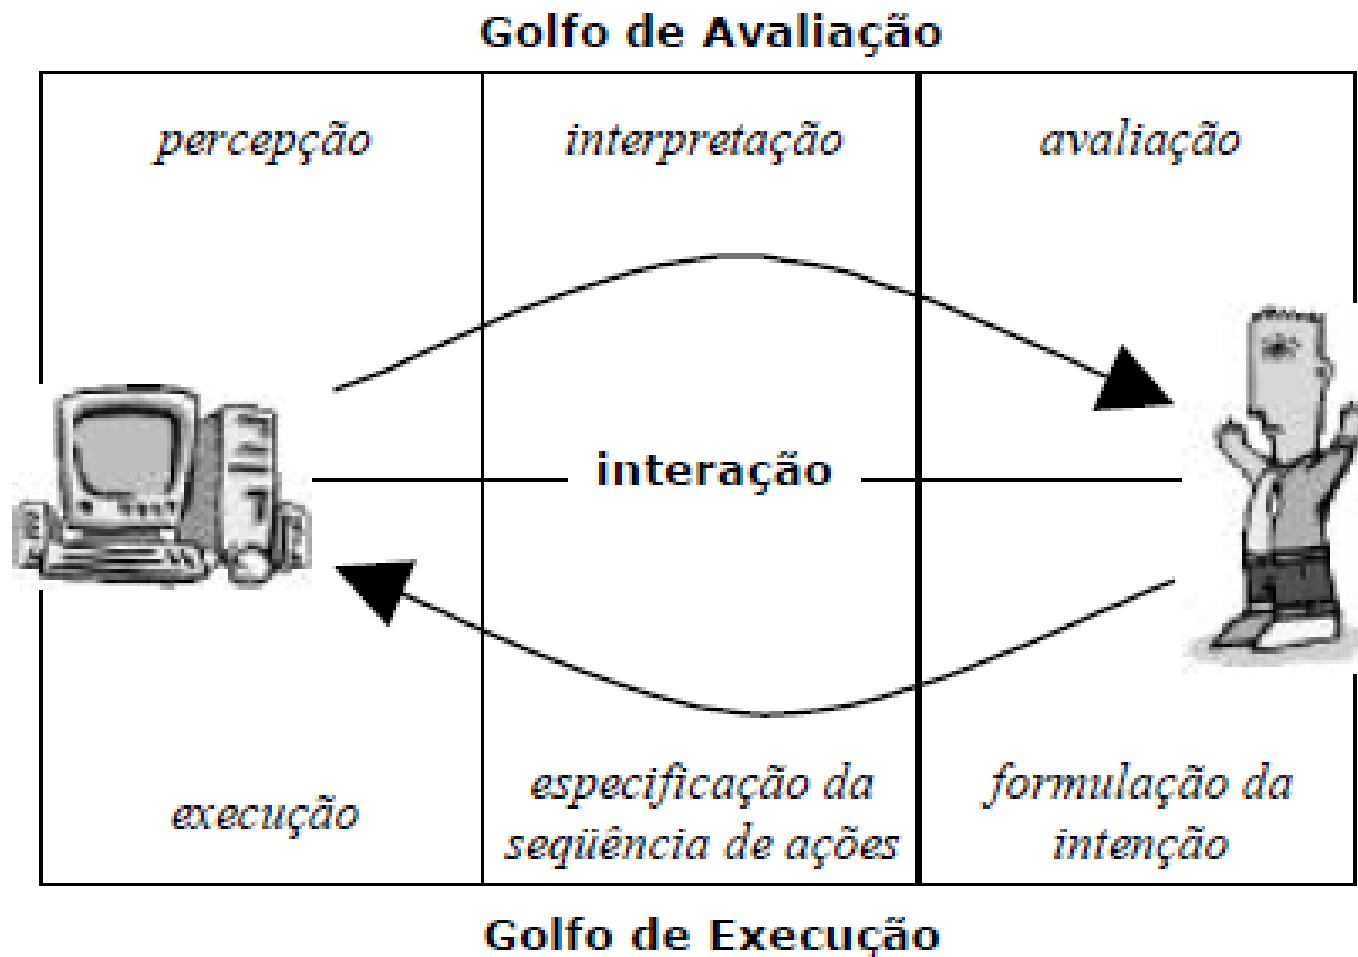 Golfo de Avaliação
percepção
interpretação
avaliação
interação
execução
especificação da
seqüência de ações
formulação da
intenção
Golfo de Execução